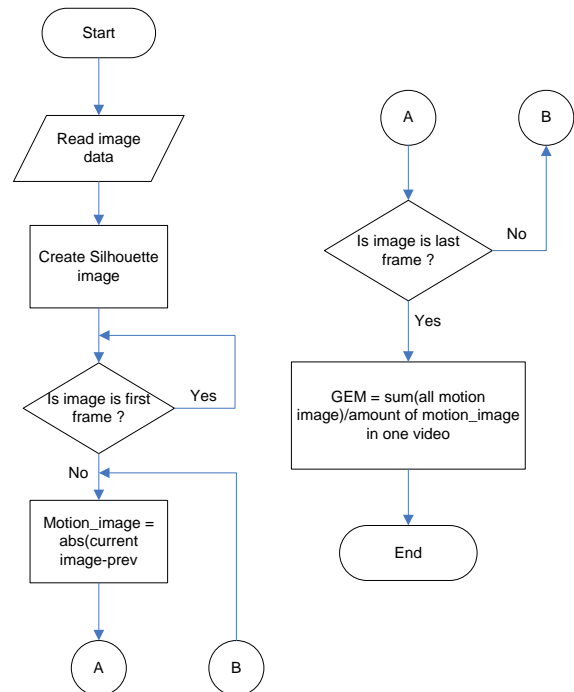 Start
Read image
data
Create Silhouette
image
Is image is first
frame ?
Yes
No
Motion_image =
abs(current
image-prev
A
B
A
B
Is image is last
frame ?
No
Yes
GEM = sum(all motion
image)/amount of motion_image
in one video
End